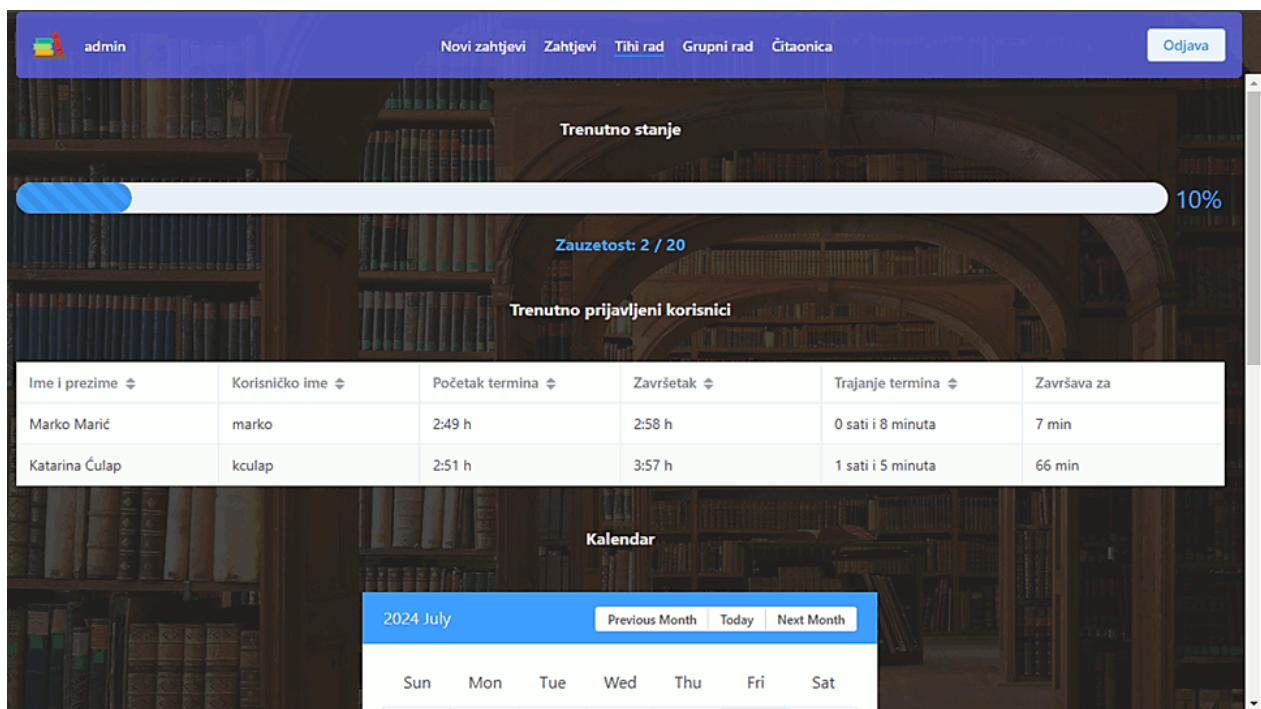 admin Novi zahtjevi Zahtjevi Tihi rad Grupni rad Čitaonica Odjava
Trenutno stanje
10%
Zauzetost: 2 / 20
Trenutno prijavljeni korisnici
Ime i prezime Korisničko ime Početak termina Završetak Trajanje termina Završava za
Marko Marić marko 2:49 h 2:58 h 0 sati i 8 minuta 7 min
Katarina Ćulap kculap 2:51 h 3:57 h 1 sati i 5 minuta 66 min
Kalendar
2024 July Previous Month Today Next Month
Sun Mon Tue Wed Thu Fri Sat